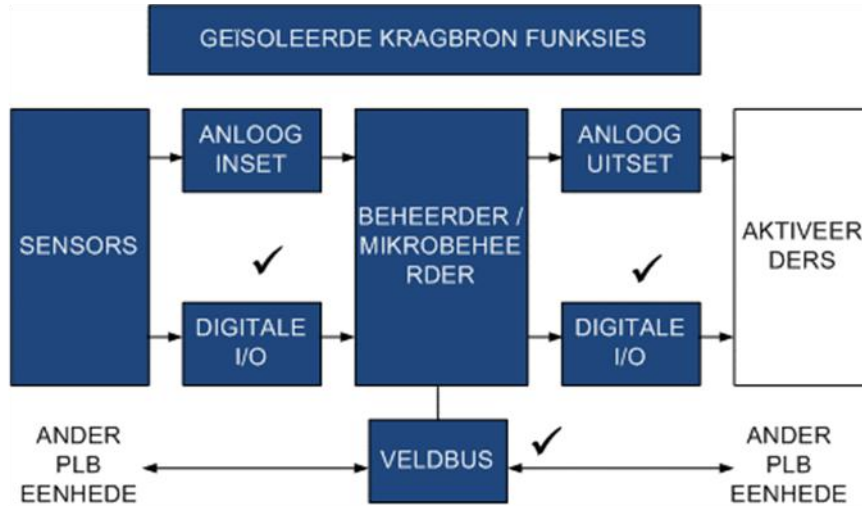 GEÏSOLEERDE KRAGBRON FUNKSIES
SENSORS
ANLOOG
INSET
DIGITALE
I/O
BEHEERDER /
MIKROBEHEE
RDER
ANLOOG
UITSET
DIGITALE
I/O
AKTIVEER
DERS
ANDER
PLB
EENHEDE
VELDBUS
ANDER
PLB
EENHEDE